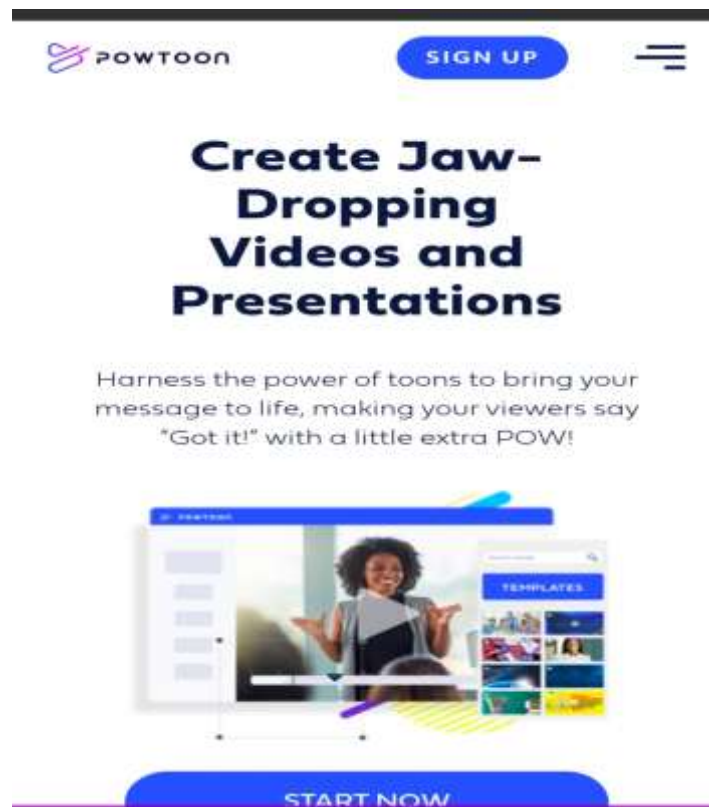 POWTOON
SIGN UP
Create Jaw-
Dropping
Videos and
Presentations
Harness the power of toons to bring your
message to life, making your viewers say
"Got it!" with a little extra POW!
POWTOON
TEMPLATES
START NOW